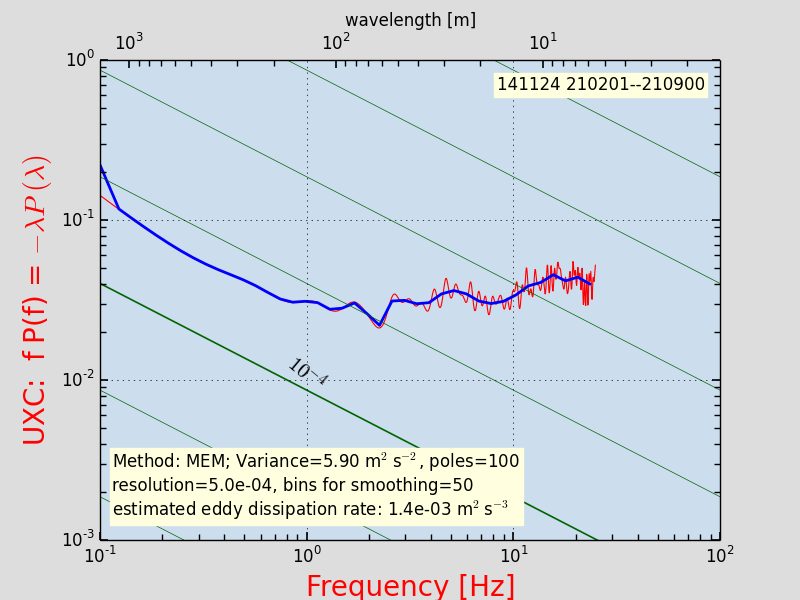 wavelength [m]
10³ 10² 10¹
10⁰
141124 210201--210900
10⁻¹
UXC: f P(f) = −λP(λ)
10⁻⁴
10⁻²
Method: MEM; Variance=5.90 m² s⁻², poles=100
resolution=5.0e-04, bins for smoothing=50
estimated eddy dissipation rate: 1.4e-03 m² s⁻³
10⁻³
10⁻¹ 10⁰ 10¹ 10²
Frequency [Hz]